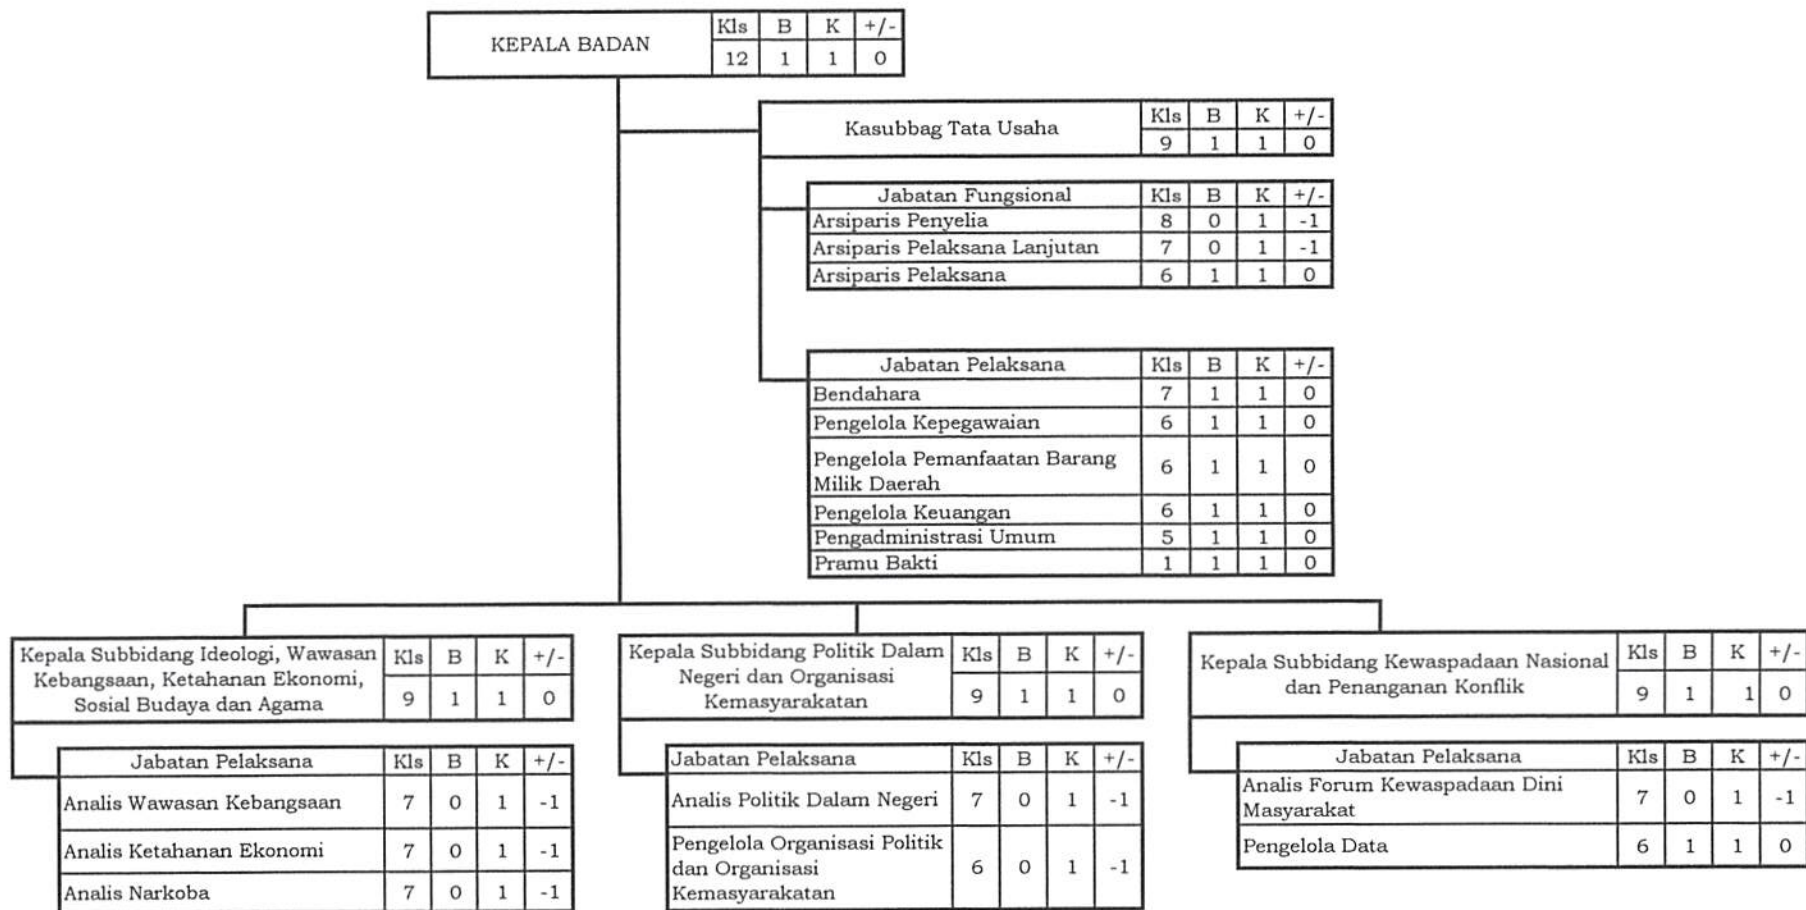 KEPALA BADAN Kls B K +/-
12 1 1 0
Kasubbag Tata Usaha Kls B K +/-
9 1 1 0
Jabatan Fungsional Kls B K +/-
Arsiparis Penyelia 8 0 1 -1
Arsiparis Pelaksana Lanjutan 7 0 1 -1
Arsiparis Pelaksana 6 1 1 0
Jabatan Pelaksana Kls B K +/-
Bendahara 7 1 1 0
Pengelola Kepegawaian 6 1 1 0
Pengelola Pemanfaatan Barang
Milik Daerah 6 1 1 0
Pengelola Keuangan 6 1 1 0
Pengadministrasi Umum 5 1 1 0
Pramu Bakti 1 1 1 0
Kepala Subbidang Ideologi, Wawasan
Kebangsaan, Ketahanan Ekonomi,
Sosial Budaya dan Agama
Kls B K +/-
9 1 1 0
Jabatan Pelaksana Kls B K +/-
Analis Wawasan Kebangsaan 7 0 1 -1
Analis Ketahanan Ekonomi 7 0 1 -1
Analis Narkoba 7 0 1 -1
Kepala Subbidang Politik Dalam
Negeri dan Organisasi
Kemasyarakatan
Kls B K +/-
9 1 1 0
Jabatan Pelaksana Kls B K +/-
Analis Politik Dalam Negeri 7 0 1 -1
Pengelola Organisasi Politik
dan Organisasi
Kemasyarakatan
6 0 1 -1
Kepala Subbidang Kewaspadaan Nasional
dan Penanganan Konflik
Kls B K +/-
9 1 1 0
Jabatan Pelaksana Kls B K +/-
Analis Forum Kewaspadaan Dini
Masyarakat
7 0 1 -1
Pengelola Data 6 1 1 0